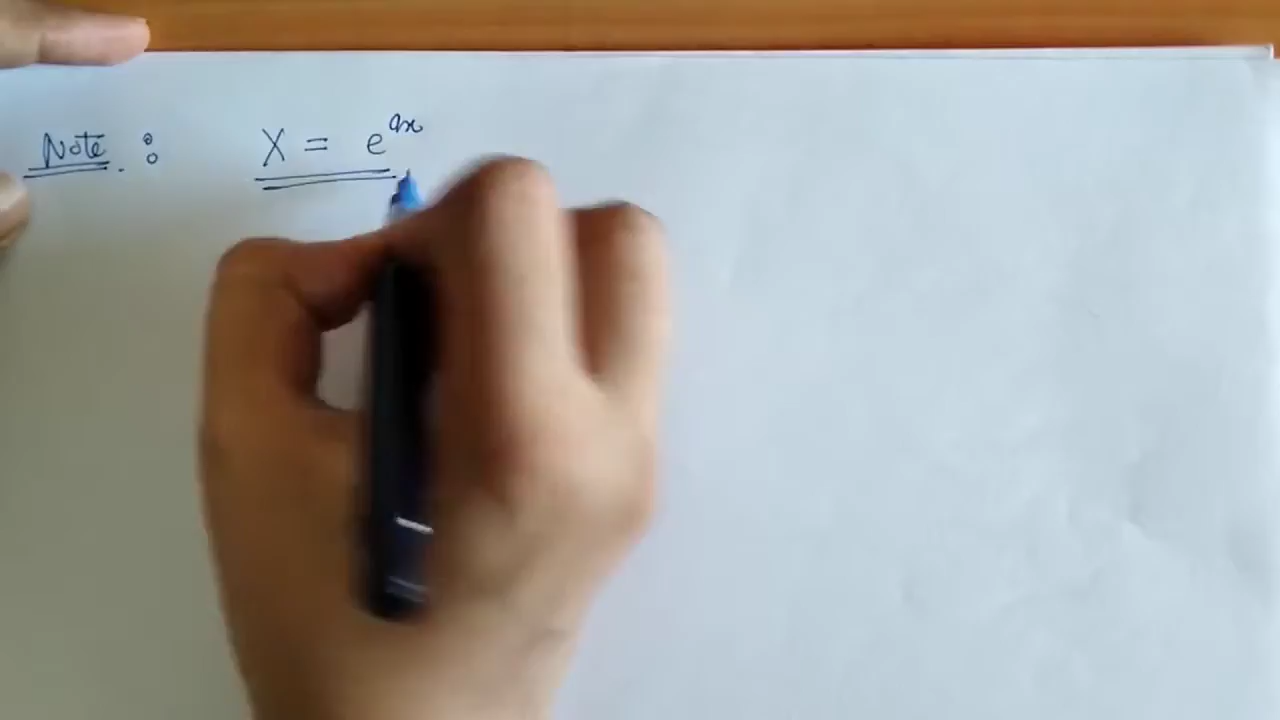 Note : X = e^{ax}